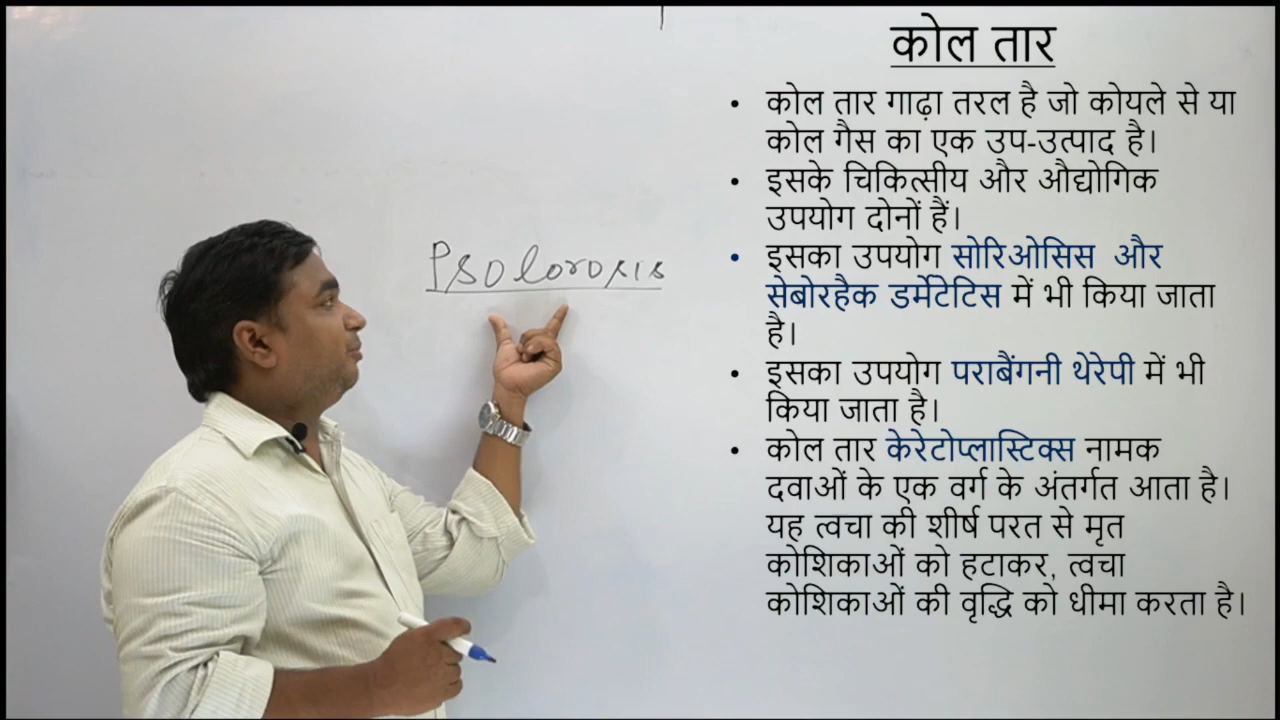 कोल तार
• कोल तार गाढ़ा तरल है जो कोयले से या
कोल गैस का एक उप-उत्पाद है।
• इसके चिकित्सीय और औद्योगिक
उपयोग दोनों हैं।
• इसका उपयोग सोरिओसिस और
सेबोरहैक डर्मेटेटिस में भी किया जाता
है।
• इसका उपयोग पराबैंगनी थेरेपी में भी
किया जाता है।
• कोल तार केरेटोप्लास्टिक्स नामक
दवाओं के एक वर्ग के अंतर्गत आता है।
यह त्वचा की शीर्ष परत से मृत
कोशिकाओं को हटाकर, त्वचा
कोशिकाओं की वृद्धि को धीमा करता है।
Psolorosis